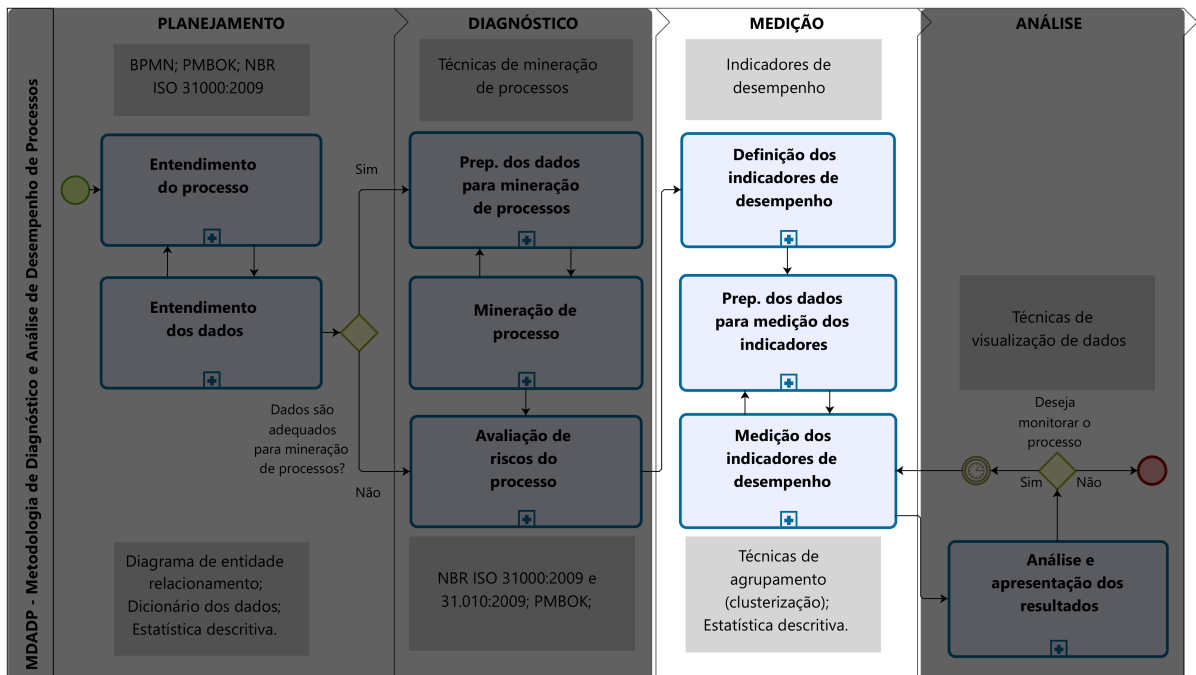 MDADP - Metodologia de Diagnóstico e Análise de Desempenho de Processos
PLANEJAMENTO
BPMN; PMBOK; NBR
ISO 31000:2009
Entendimento
do processo
Entendimento
dos dados
Sim
Dados são
adequados
para mineração
de processos?
Não
Diagrama de entidade
relacionamento;
Dicionário dos dados;
Estatística descritiva.
DIAGNÓSTICO
Técnicas de mineração
de processos
Prep. dos dados
para mineração
de processos
Mineração de
processo
Avaliação de
riscos do
processo
NBR ISO 31000:2009 e
31.010:2009; PMBOK;
MEDIÇÃO
Indicadores de
desempenho
Definição dos
indicadores de
desempenho
Prep. dos dados
para medição dos
indicadores
Medição dos
indicadores de
desempenho
Técnicas de
agrupamento
(clusterização);
Estatística descritiva.
ANÁLISE
Técnicas de
visualização de dados
Deseja
monitorar o
processo
Sim
Não
Análise e
apresentação dos
resultados